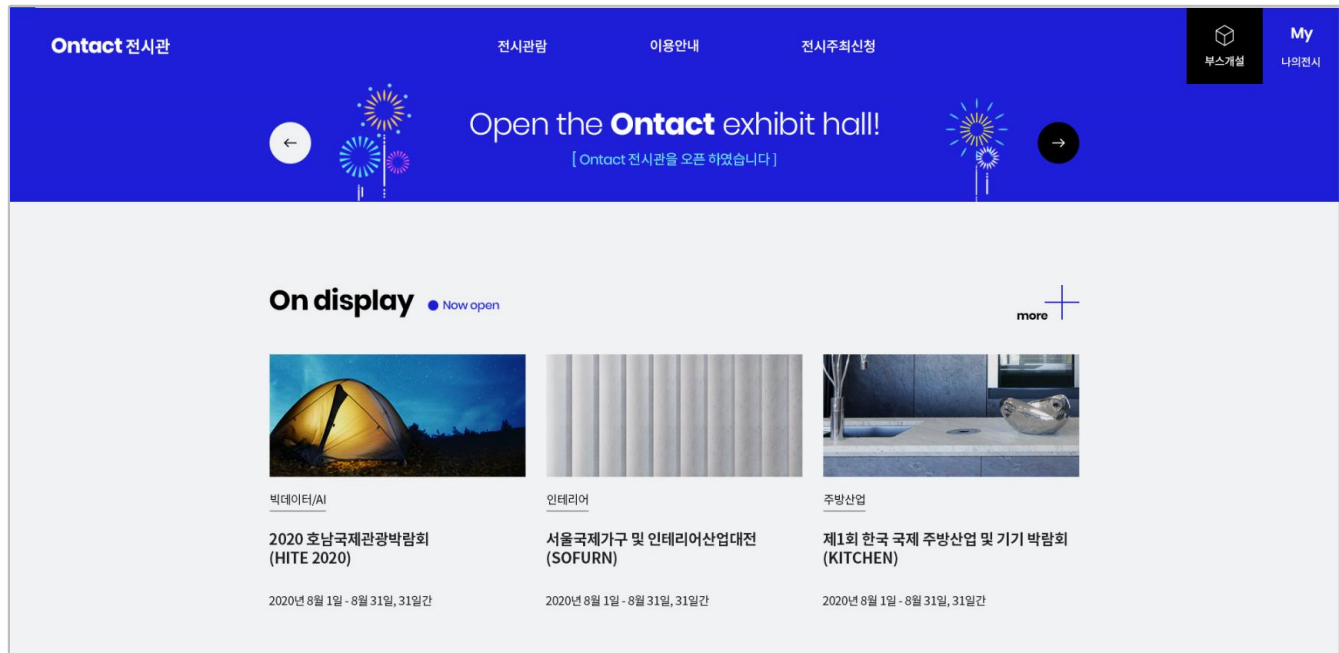 Ontact 전시관
전시관람
이용안내
전시주최신청
부스개설
My
나의전시
Open the Ontact exhibit hall!
[ Ontact 전시관을 오픈 하였습니다 ]
On display
Now open
more
빅데이터/AI
2020 호남국제관광박람회
(HITE 2020)
2020년 8월 1일 - 8월 31일, 31일간
인테리어
서울국제가구 및 인테리어산업대전
(SOFURN)
2020년 8월 1일 - 8월 31일, 31일간
주방산업
제1회 한국 국제 주방산업 및 기기 박람회
(KITCHEN)
2020년 8월 1일 - 8월 31일, 31일간